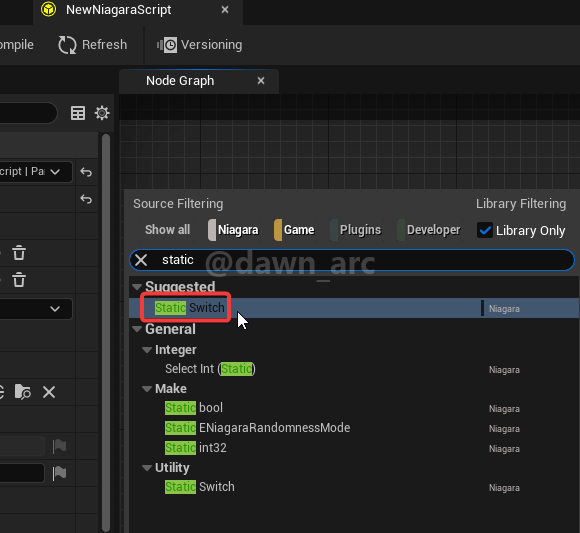 NewNiagaraScript
ompile
Refresh
Versioning
Node Graph
cript | Pa
Source Filtering
Library Filtering
Show all
Niagara
Game
Plugins
Developer
Library Only
static
@dawn_arc
Suggested
Static Switch
Niagara
General
Integer
Select Int (Static)
Niagara
Make
Static bool
Niagara
Static ENiagaraRandomnessMode
Niagara
Static int32
Niagara
Utility
Static Switch
Niagara